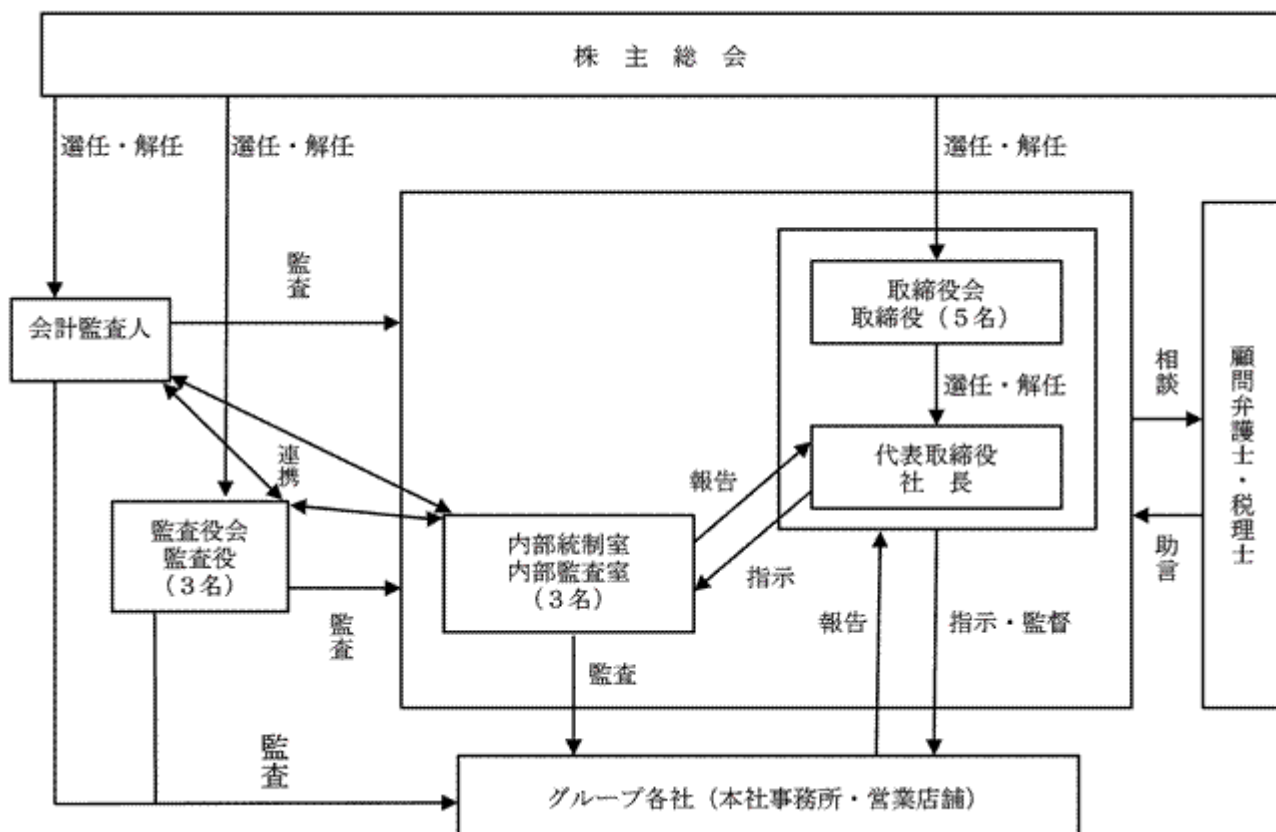 株主総会
選任・解任
選任・解任
選任・解任
監査
会計監査人
取締役会
取締役（５名）
選任・解任
相談
顧問弁護士・税理士
代表取締役
社長
連携
報告
監査役会
監査役
（３名）
内部統制室
内部監査室
（３名）
指示
助言
監査
報告
指示・監督
監査
監査
グループ各社（本社事務所・営業店舗）